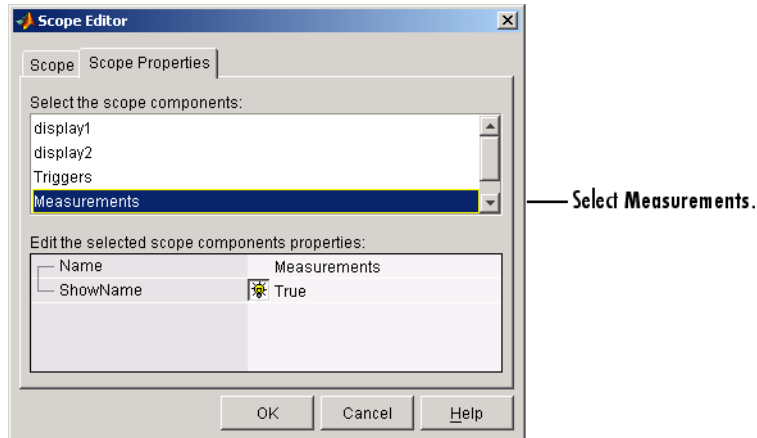 Scope Editor
Scope Scope Properties
Select the scope components:
display1
display2
Triggers
Measurements
Select Measurements.
Edit the selected scope components properties:
Name Measurements
ShowName True
OK Cancel Help